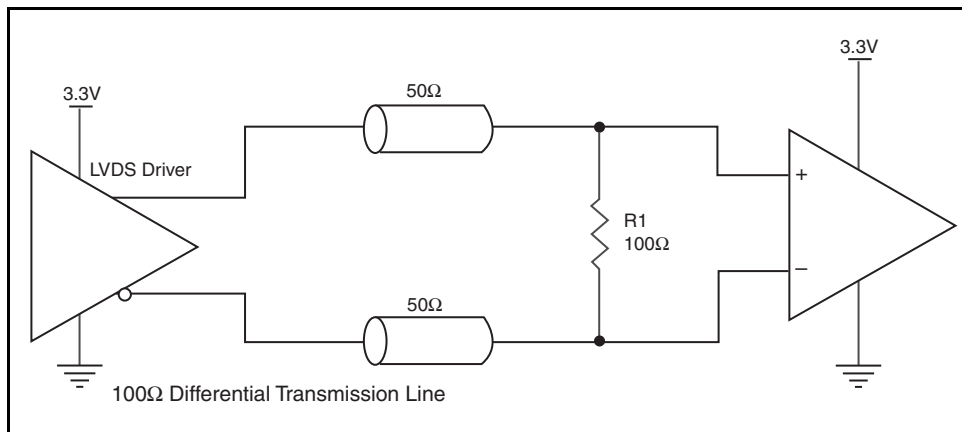 3.3V
50Ω
3.3V
LVDS Driver
+
R1
100Ω
–
50Ω
100Ω Differential Transmission Line